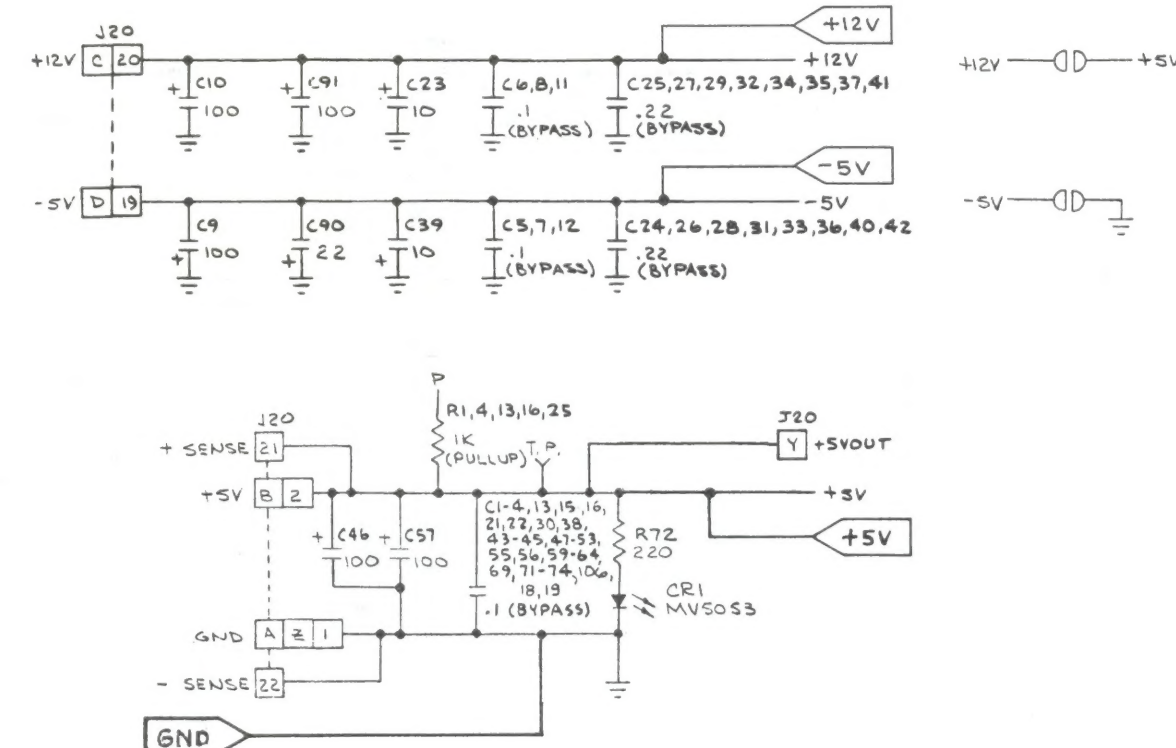 J20
+12V C 20
+ C10
100
+ C91
100
+ C23
10
C6,8,11
.1
(BYPASS)
C25,27,29,32,34,35,37,41
.22
(BYPASS)
+12V
+12V
+12V
+5V
-5V D 19
C9
+ 100
C90
+ 22
C39
+ 10
C5,7,12
.1
(BYPASS)
C24,26,28,31,33,36,40,42
.22
(BYPASS)
-5V
-5V
-5V
P
R1,4,13,16,25
1K
(PULLUP)
T.P.
J20
+ SENSE 21
+5V B 2
+ C46
100
+ C57
100
C1-4,13,15,16,
21,22,30,38,
43-45,47-53,
55,56,59-64,
69,71-74,106,
18,19
.1 (BYPASS)
J20
Y +5VOUT
+5V
+5V
R72
220
CR1
MV5053
GND A Z 1
- SENSE 22
GND